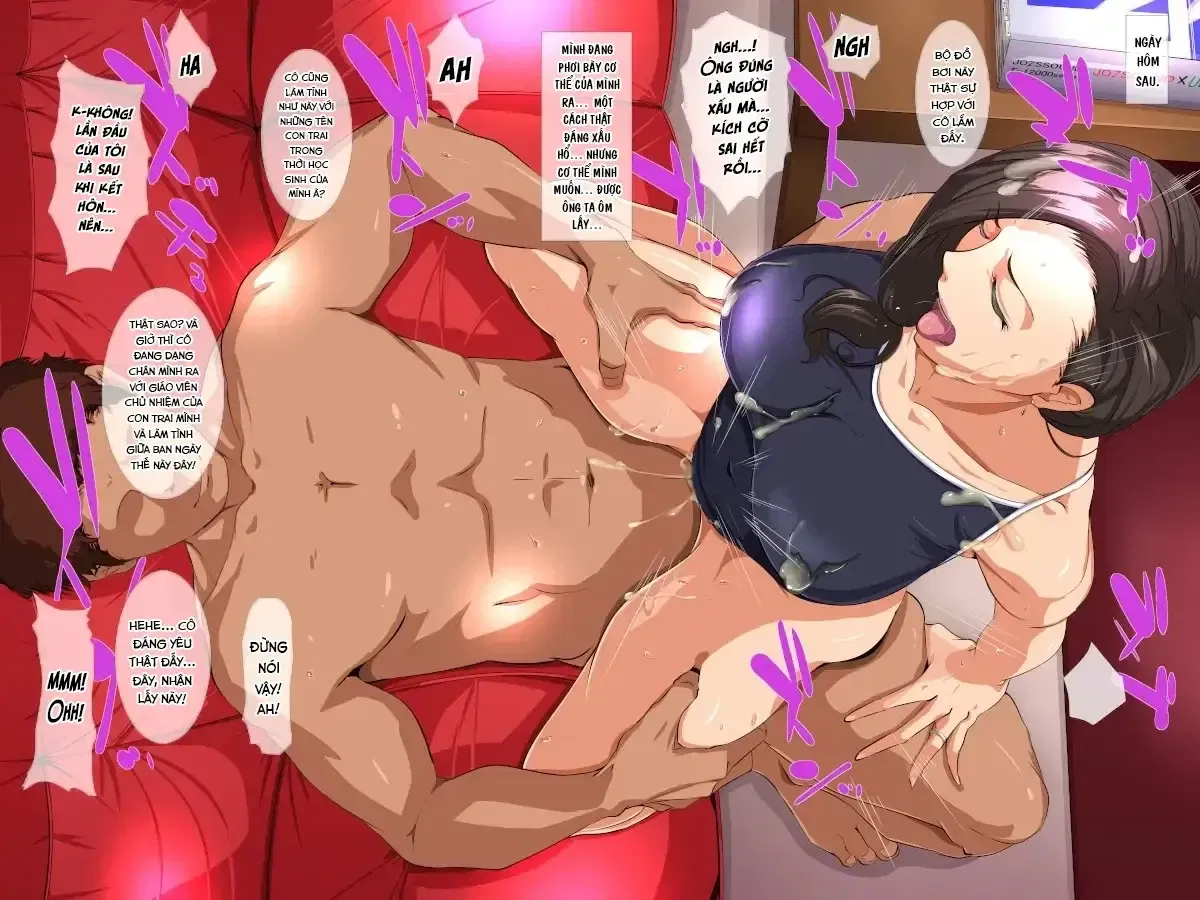 NGÀY
HÔM
SAU.
JOZSSOU
T-12000se
JOZSSO
BỘ ĐỒ
BƠI NÀY
THẬT SỰ
HỢP VỚI
CÔ LẮM
ĐẤY.
NGH
NGH...!
ÔNG ĐÚNG
LÀ NGƯỜI
XẤU MÀ...
KÍCH CỠ
SAI HẾT
RỒI...
MÌNH ĐANG
PHƠI BÀY CƠ
THỂ CỦA MÌNH
RA... MỘT
CÁCH THẬT
ĐÁNG XẤU
HỔ... NHƯNG
CƠ THỂ MÌNH
MUỐN... ĐƯỢC
ÔNG TA ÔM
LẤY...
AH
CÔ CŨNG
LÀM TÌNH
NHƯ NÀY VỚI
NHỮNG TÊN
CON TRAI
TRONG
THỜI HỌC
SINH CỦA
MÌNH À?
HA
K-KHÔNG!
LẦN ĐẦU
CỦA TÔI
LÀ SAU
KHI KẾT
HÔN...
NÊN...
THẬT SAO? VÀ
GIỜ THÌ CÔ
ĐANG DẠNG
CHÂN MÌNH RA
VỚI GIÁO VIÊN
CHỦ NHIỆM CỦA
CON TRAI MÌNH
VÀ LÀM TÌNH
GIỮA BAN NGÀY
THẾ NÀY ĐÂY!
ĐỪNG
NÓI
VẬY!
AH!
HEHE... CÔ
ĐÁNG YÊU
THẬT ĐẤY...
ĐÂY, NHẬN
LẤY NÀY!
MMM!
OHH!